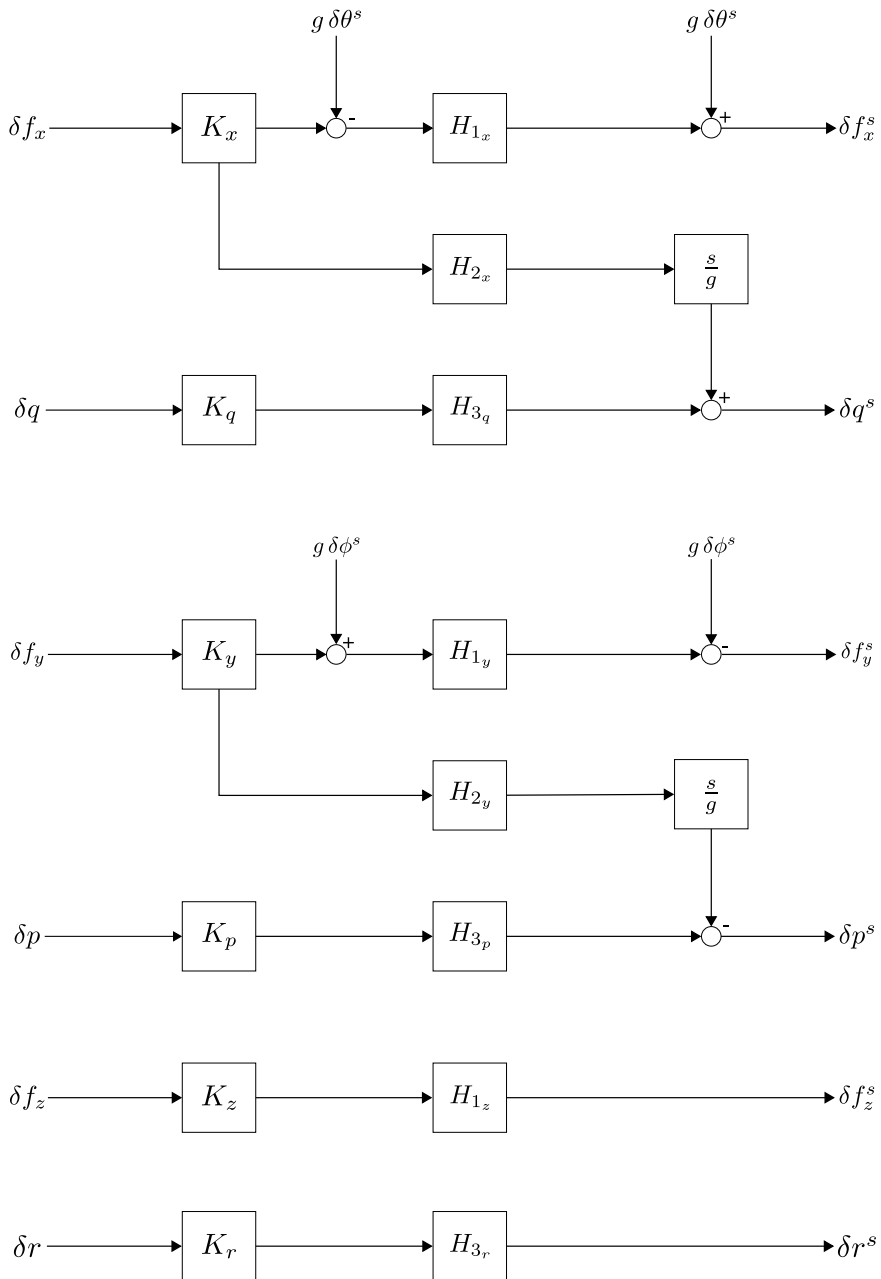 g δθ^s g δθ^s
δf_x K_x - H_{1_x} + δf_x^s
H_{2_x} s/g
δq K_q H_{3_q} + δq^s
g δϕ^s g δϕ^s
δf_y K_y + H_{1_y} - δf_y^s
H_{2_y} s/g
δp K_p H_{3_p} - δp^s
δf_z K_z H_{1_z} δf_z^s
δr K_r H_{3_r} δr^s